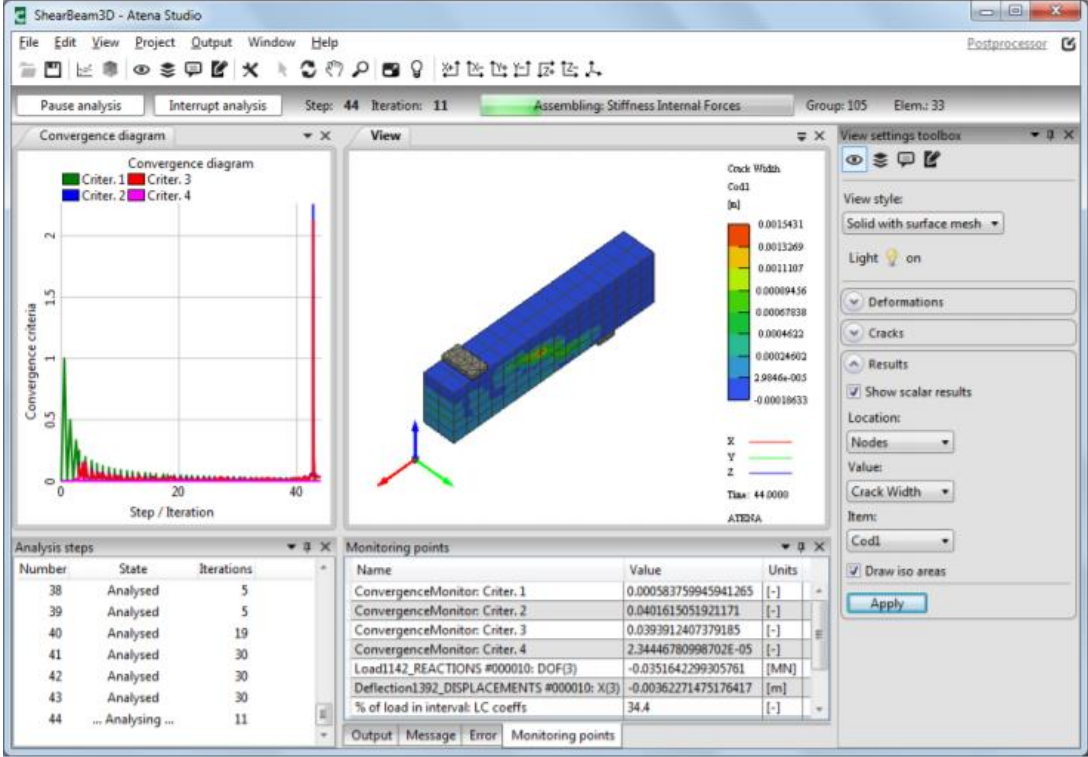 ShearBeam3D - Atena Studio
File Edit View Project Output Window Help
Postprocessor
Pause analysis Interrupt analysis Step: 44 Iteration: 11 Assembling: Stiffness Internal Forces Group: 105 Elem.: 33
Convergence diagram
Convergence diagram
Criter. 1 Criter. 3
Criter. 2 Criter. 4
Convergence criteria
2
1.5
1
0.5
0
0 20 40
Step / Iteration
View
Crack Width
Cod1
[m]
0.0015431
0.0013269
0.0011107
0.00089456
0.00067838
0.0004622
0.00024602
2.9846e-005
-0.00018633
X
Y
Z
Time: 44.0000
ATENA
View settings toolbox
View style:
Solid with surface mesh
Light on
Deformations
Cracks
Results
Show scalar results
Location:
Nodes
Value:
Crack Width
Item:
Cod1
Draw iso areas
Apply
Analysis steps
Number State Iterations
38 Analysed 5
39 Analysed 5
40 Analysed 19
41 Analysed 30
42 Analysed 30
43 Analysed 30
44 ... Analysing ... 11
Monitoring points
Name Value Units
ConvergenceMonitor: Criter. 1 0.000583759945941265 [-]
ConvergenceMonitor: Criter. 2 0.0401615051921171 [-]
ConvergenceMonitor: Criter. 3 0.0393912407379185 [-]
ConvergenceMonitor: Criter. 4 2.34446780998702E-05 [-]
Load1142_REACTIONS #000010: DOF(3) -0.0351642299305761 [MN]
Deflection1392_DISPLACEMENTS #000010: X(3) -0.00362271475176417 [m]
% of load in interval: LC coeffs 34.4 [-]
Output Message Error Monitoring points